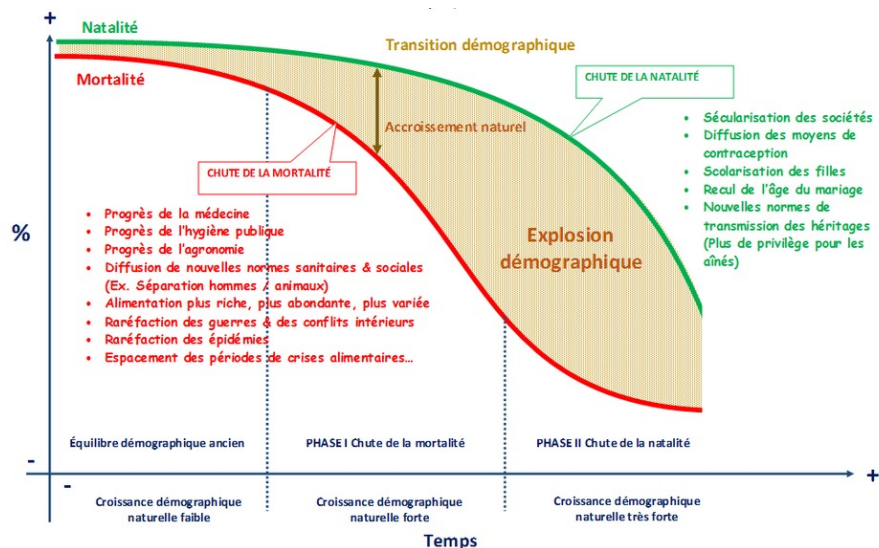 +
Natalité
Mortalité
Transition démographique
CHUTE DE LA NATALITÉ
Accroissement naturel
CHUTE DE LA MORTALITÉ
• Sécularisation des sociétés
• Diffusion des moyens de
contraception
• Scolarisation des filles
• Recul de l'âge du mariage
• Nouvelles normes de
transmission des héritages
(Plus de privilège pour les
aînés)
%
• Progrès de la médecine
• Progrès de l'hygiène publique
• Progrès de l'agronomie
• Diffusion de nouvelles normes sanitaires & sociales
(Ex. Séparation hommes / animaux)
• Alimentation plus riche, plus abondante, plus variée
• Raréfaction des guerres & des conflits intérieurs
• Raréfaction des épidémies
• Espacement des périodes de crises alimentaires...
Explosion
démographique
Équilibre démographique ancien
PHASE I Chute de la mortalité
PHASE II Chute de la natalité
-
-
+
Croissance démographique
naturelle faible
Croissance démographique
naturelle forte
Croissance démographique
naturelle très forte
Temps